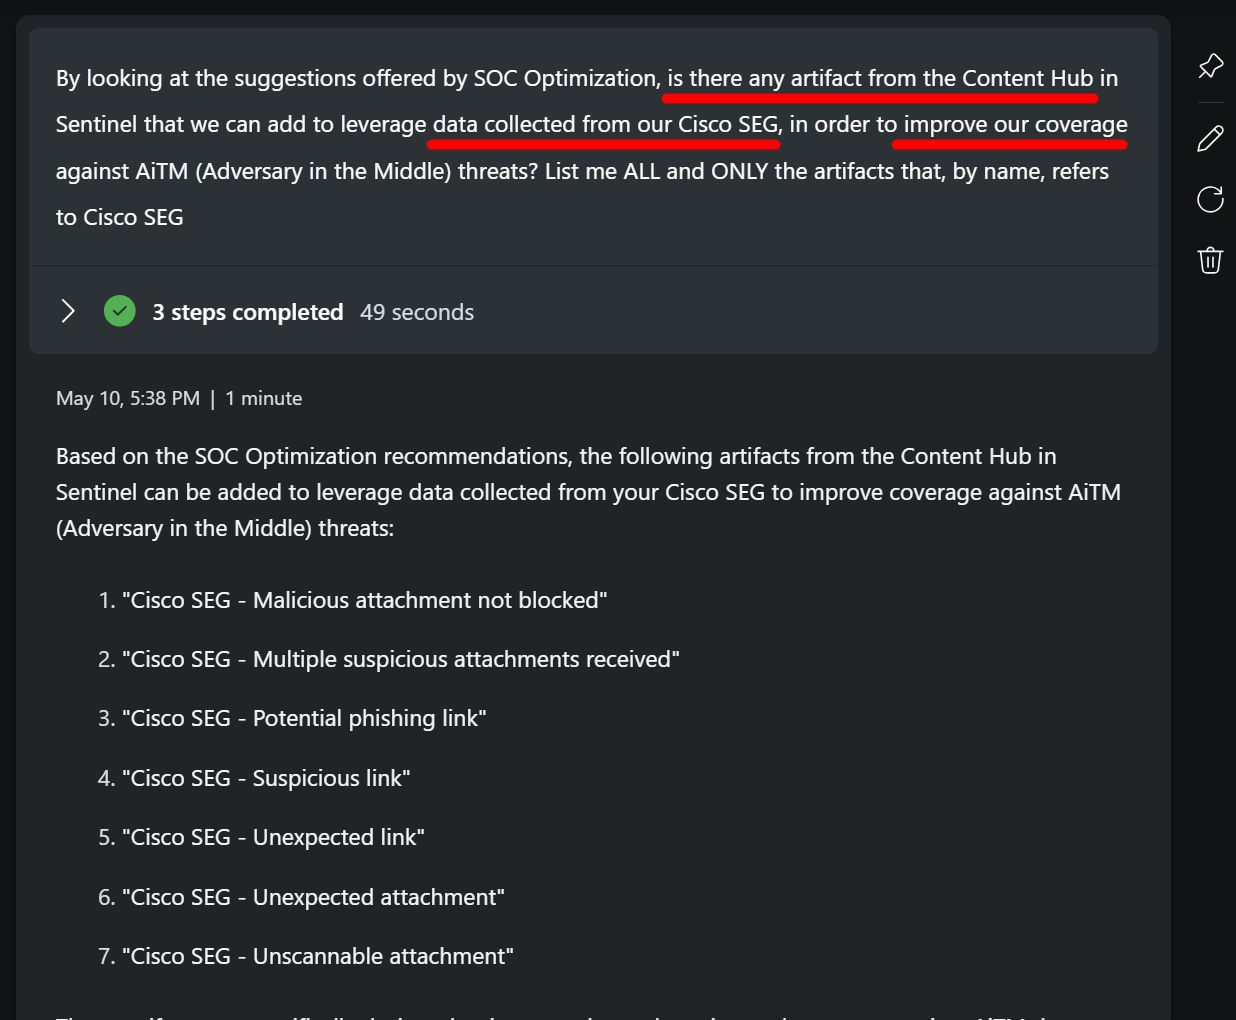 By looking at the suggestions offered by SOC Optimization, is there any artifact from the Content Hub in
Sentinel that we can add to leverage data collected from our Cisco SEG, in order to improve our coverage
against AiTM (Adversary in the Middle) threats? List me ALL and ONLY the artifacts that, by name, refers
to Cisco SEG
3 steps completed 49 seconds
May 10, 5:38 PM | 1 minute
Based on the SOC Optimization recommendations, the following artifacts from the Content Hub in
Sentinel can be added to leverage data collected from your Cisco SEG to improve coverage against AiTM
(Adversary in the Middle) threats:
1. "Cisco SEG - Malicious attachment not blocked"
2. "Cisco SEG - Multiple suspicious attachments received"
3. "Cisco SEG - Potential phishing link"
4. "Cisco SEG - Suspicious link"
5. "Cisco SEG - Unexpected link"
6. "Cisco SEG - Unexpected attachment"
7. "Cisco SEG - Unscannable attachment"